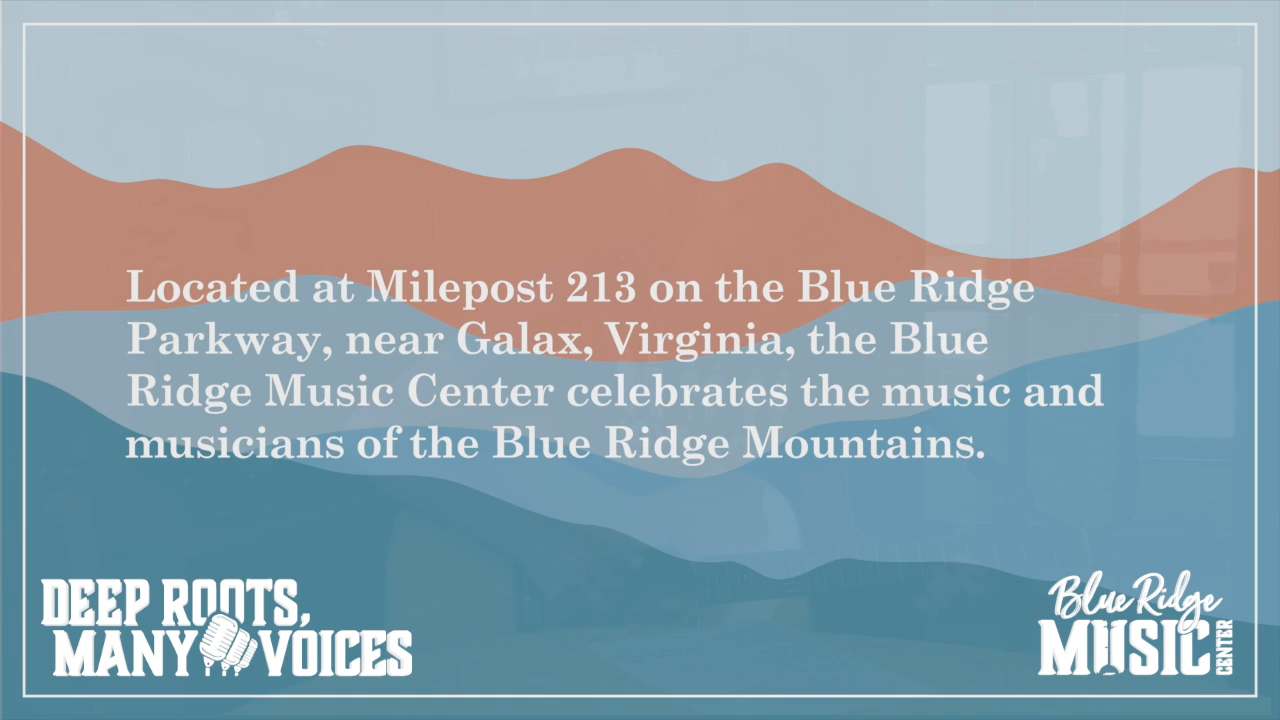 Located at Milepost 213 on the Blue Ridge
Parkway, near Galax, Virginia, the Blue
Ridge Music Center celebrates the music and
musicians of the Blue Ridge Mountains.
DEEP ROOTS,
MANY VOICES
Blue Ridge
MUSIC
CENTER